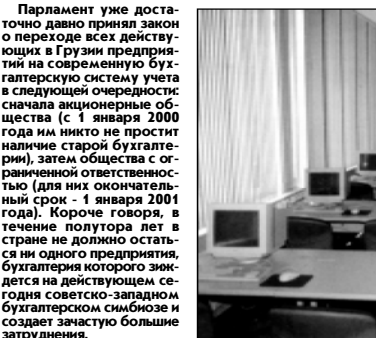 Парламент уже доста-
точно давно принял закон
о переходе всех действу-
ющих в Грузии предприя-
тий на современную бух-
галтерскую систему учета
в следующей очередности:
сначала акционерные об-
щества (с 1 января 2000
года им никто не простит
наличие старой бухгалте-
рии), затем общества с ог-
раниченной ответственнос-
тью (для них окончатель-
ный срок - 1 января 2001
года). Короче говоря, в
течение полутора лет в
стране не должно остать-
ся ни одного предприятия,
бухгалтерия которого зиж-
дется на действующем се-
годня советско-западном
бухгалтерском симбиозе и
создает зачастую большие
затруднения.